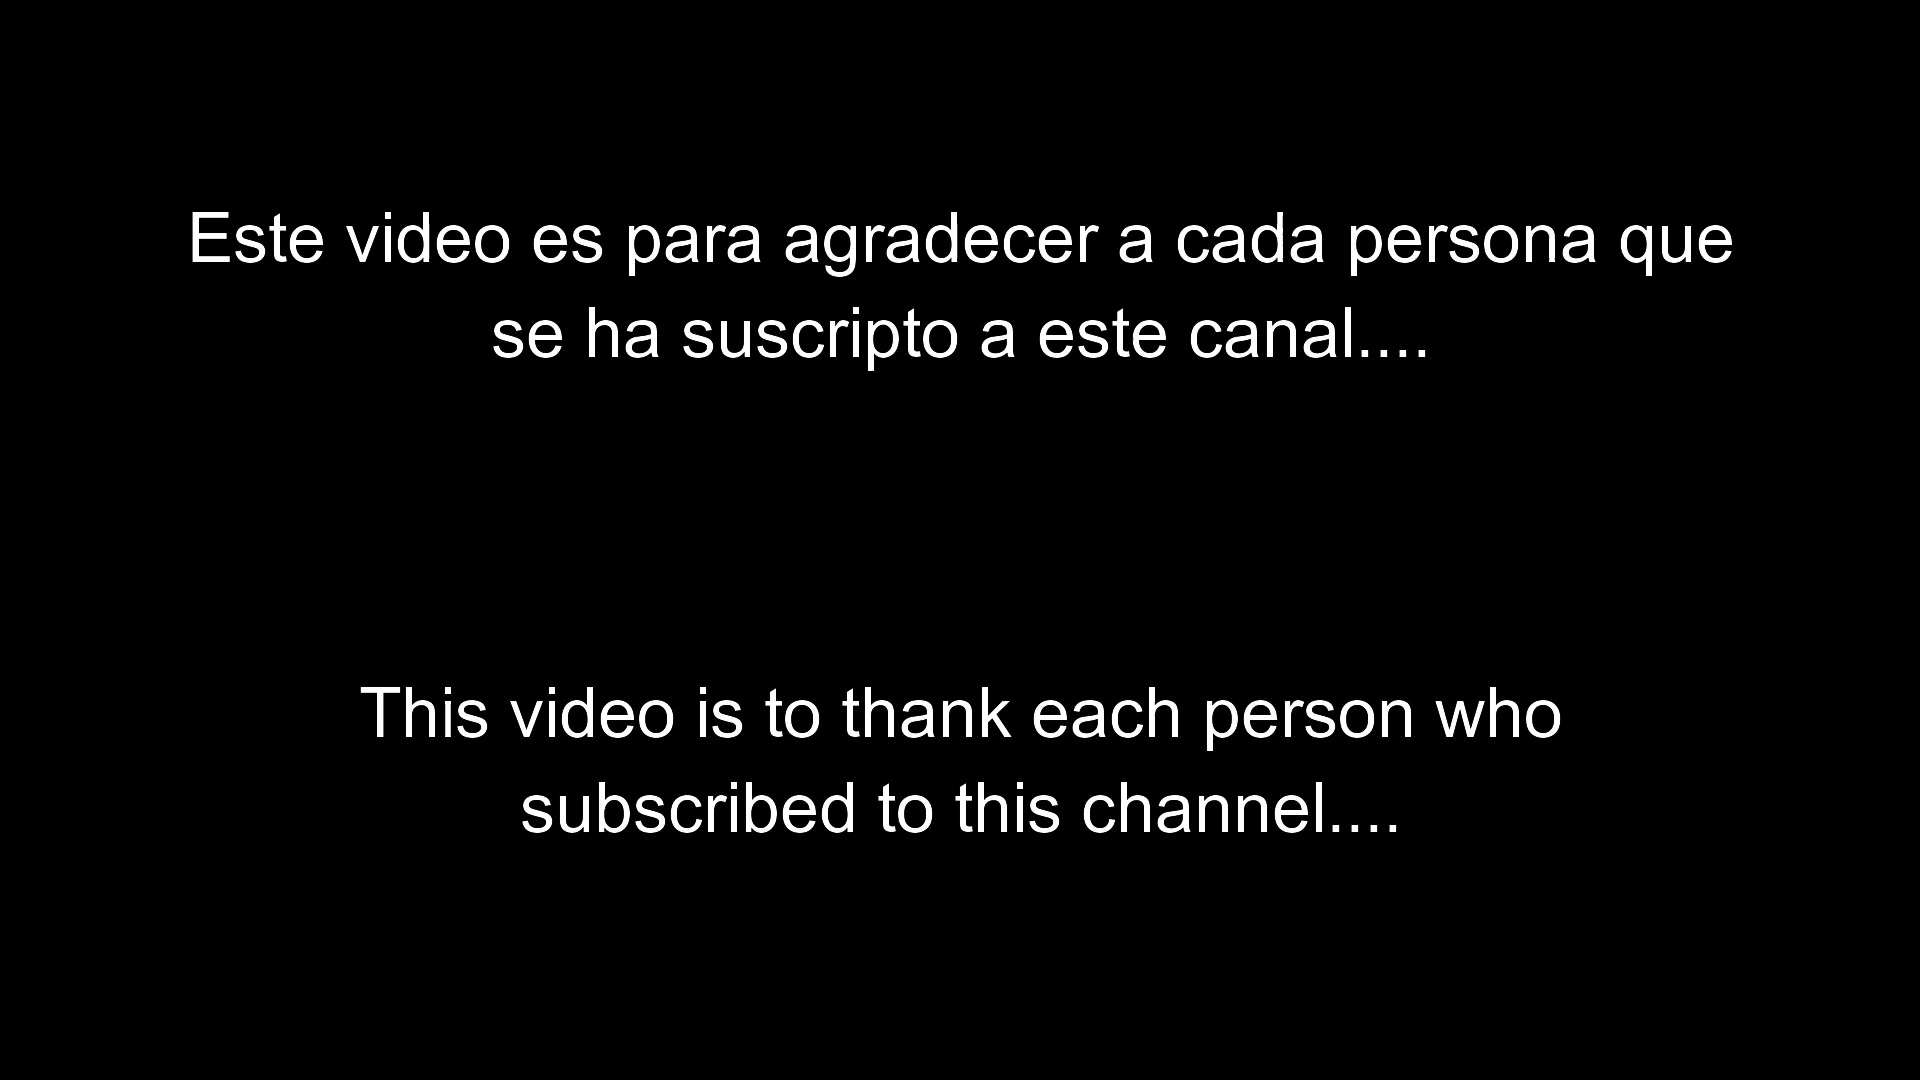 Este video es para agradecer a cada persona que
se ha suscripto a este canal....
This video is to thank each person who
subscribed to this channel....